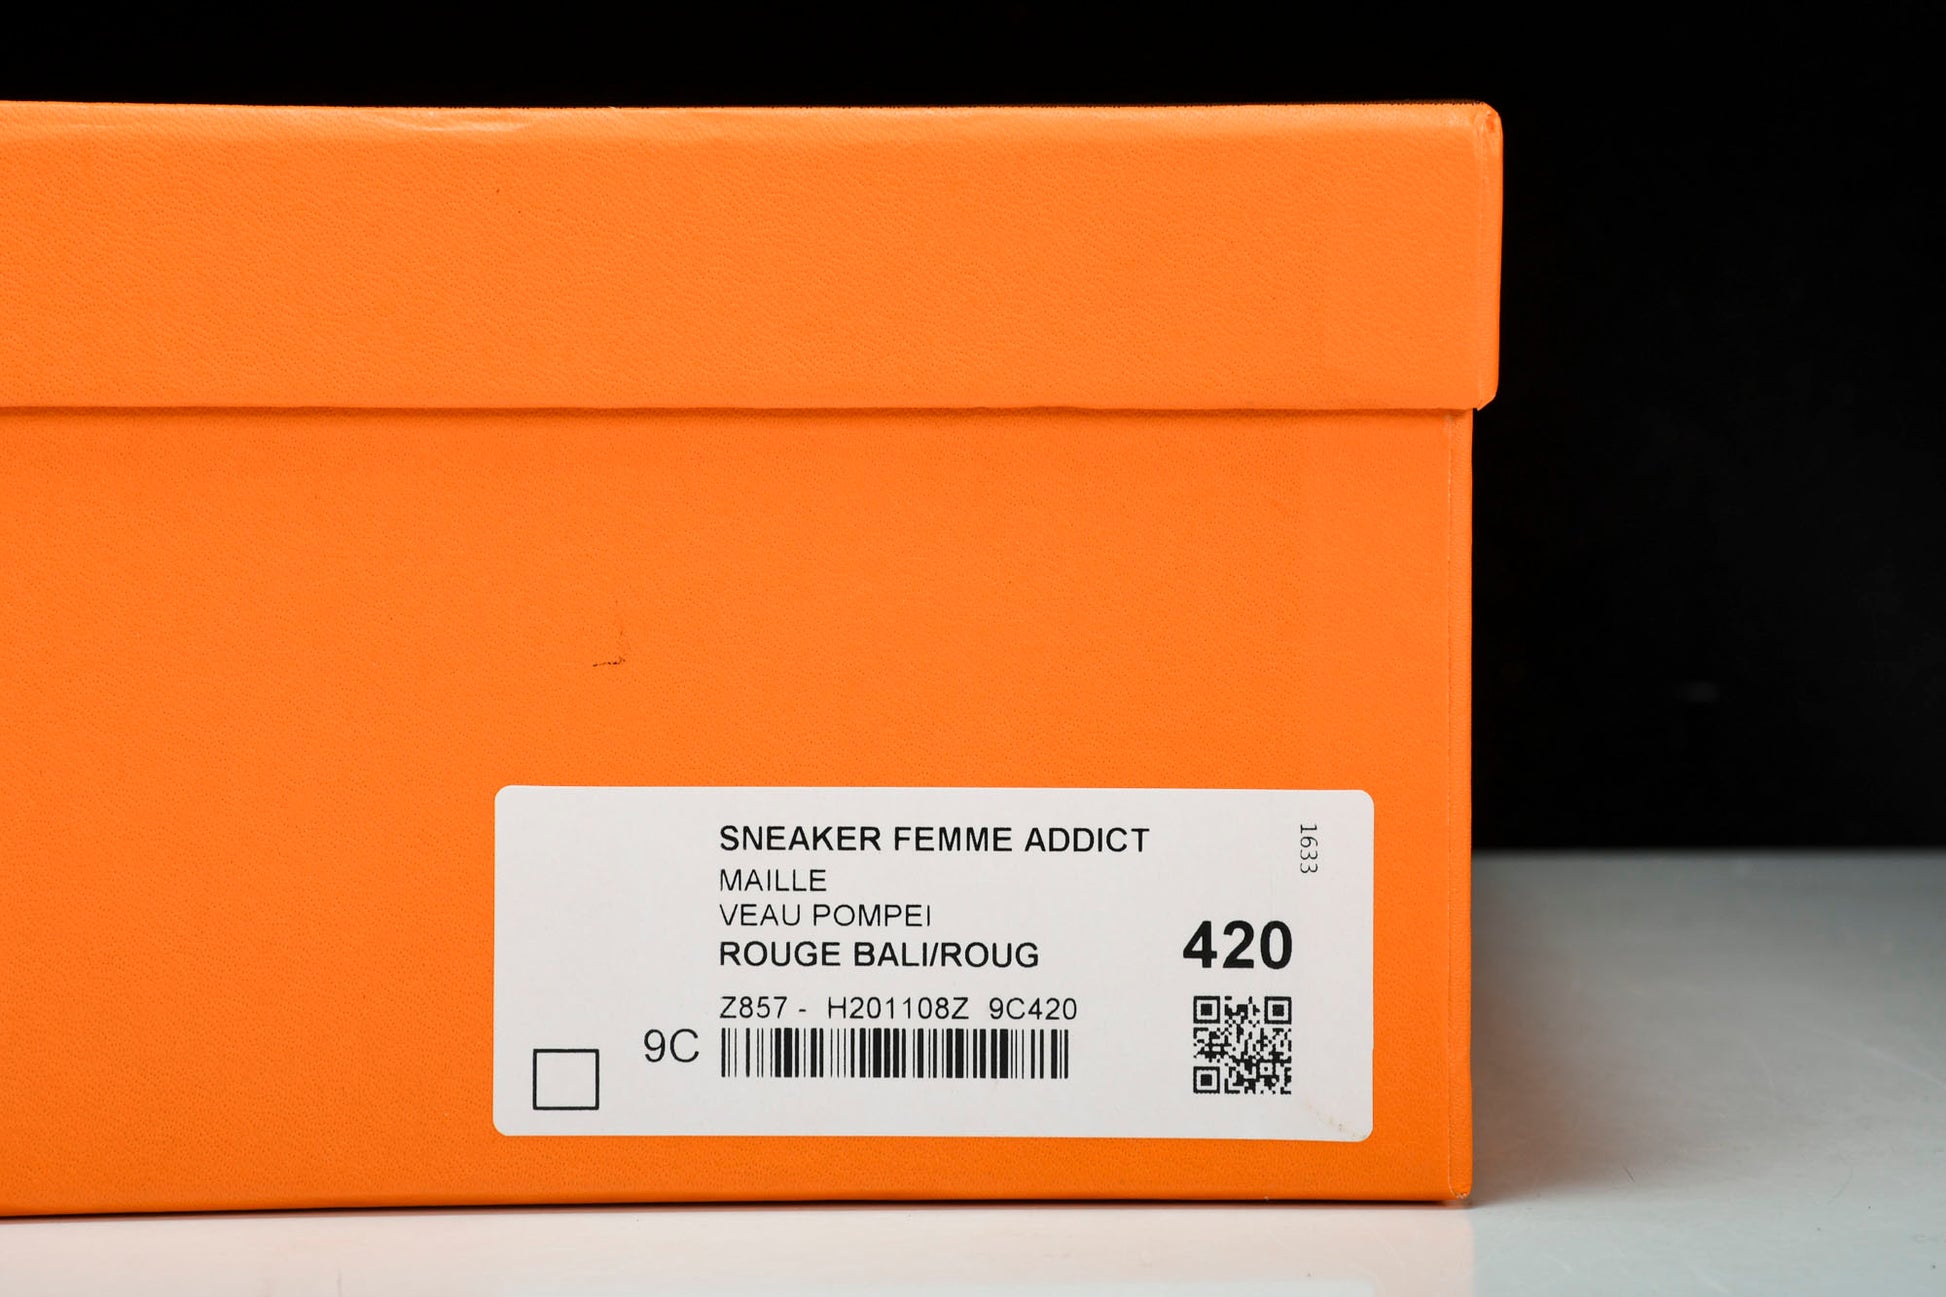 SNEAKER FEMME ADDICT
MAILLE
VEAU POMPEI
ROUGE BALI/ROUG
Z857 - H201108Z 9C420
9C
1633
420